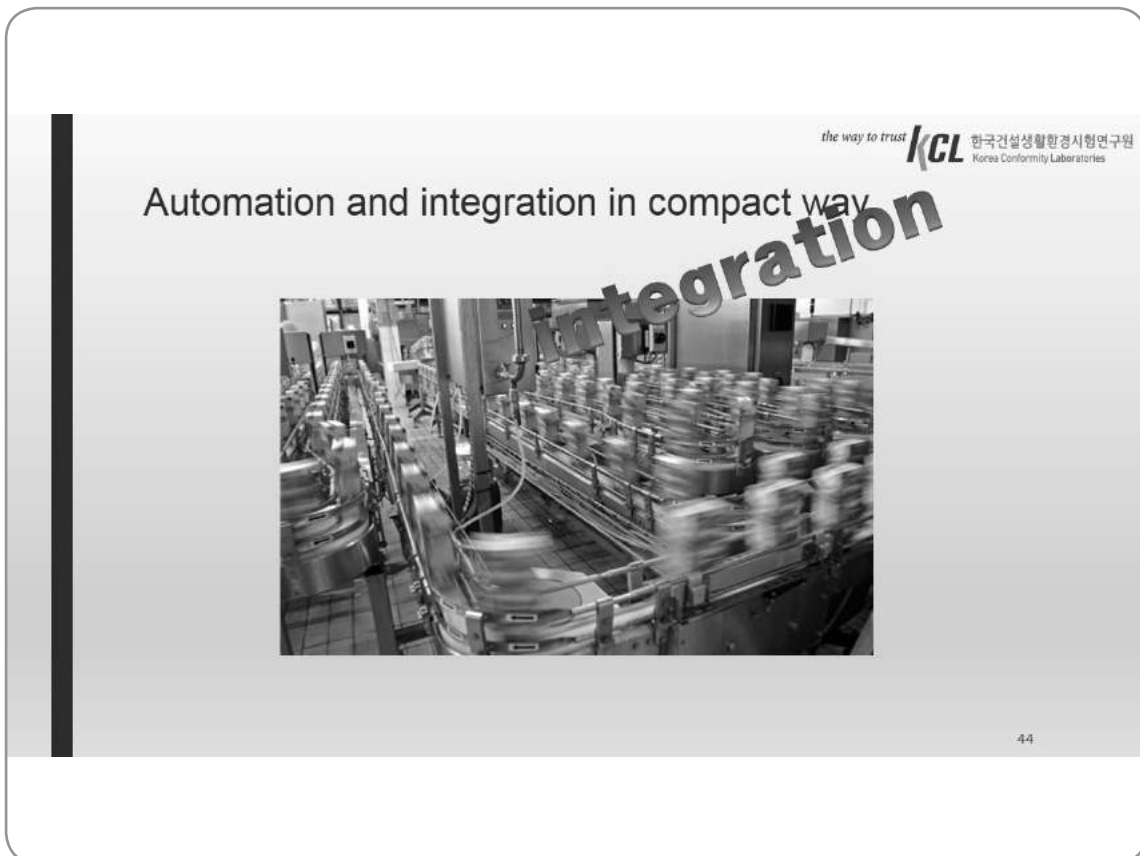 the way to trust KCL 한국건설생활환경시험연구원
Korea Conformity Laboratories
Automation and integration in compact way
integration
44